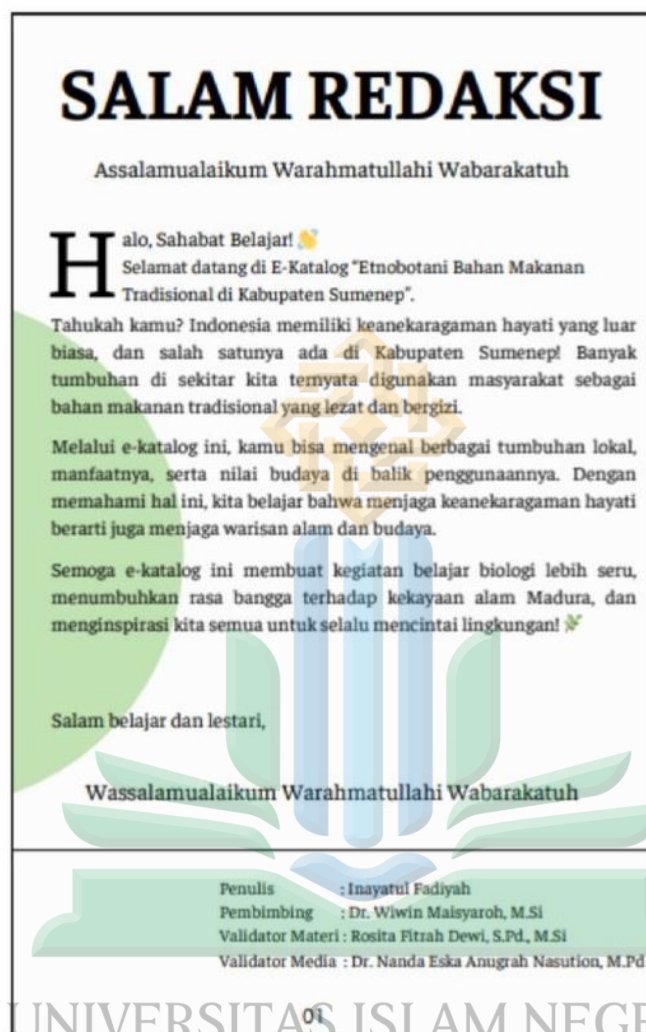 SALAM REDAKSI
Assalamualaikum Warahmatullahi Wabarakatuh
Halo, Sahabat Belajar! 👋
Selamat datang di E-Katalog "Etnobotani Bahan Makanan
Tradisional di Kabupaten Sumenep".
Tahukah kamu? Indonesia memiliki keanekaragaman hayati yang luar
biasa, dan salah satunya ada di Kabupaten Sumenep! Banyak
tumbuhan di sekitar kita ternyata digunakan masyarakat sebagai
bahan makanan tradisional yang lezat dan bergizi.
Melalui e-katalog ini, kamu bisa mengenal berbagai tumbuhan lokal,
manfaatnya, serta nilai budaya di balik penggunaannya. Dengan
memahami hal ini, kita belajar bahwa menjaga keanekaragaman hayati
berarti juga menjaga warisan alam dan budaya.
Semoga e-katalog ini membuat kegiatan belajar biologi lebih seru,
menumbuhkan rasa bangga terhadap kekayaan alam Madura, dan
menginspirasi kita semua untuk selalu mencintai lingkungan! 🌿
Salam belajar dan lestari,
Wassalamualaikum Warahmatullahi Wabarakatuh
Penulis : Inayatul Fadiyah
Pembimbing : Dr. Wiwin Maisyaroh, M.Si
Validator Materi : Rosita Fitrah Dewi, S.Pd., M.Si
Validator Media : Dr. Nanda Eska Anugrah Nasution, M.Pd
01
UNIVERSITAS ISLAM NEGE